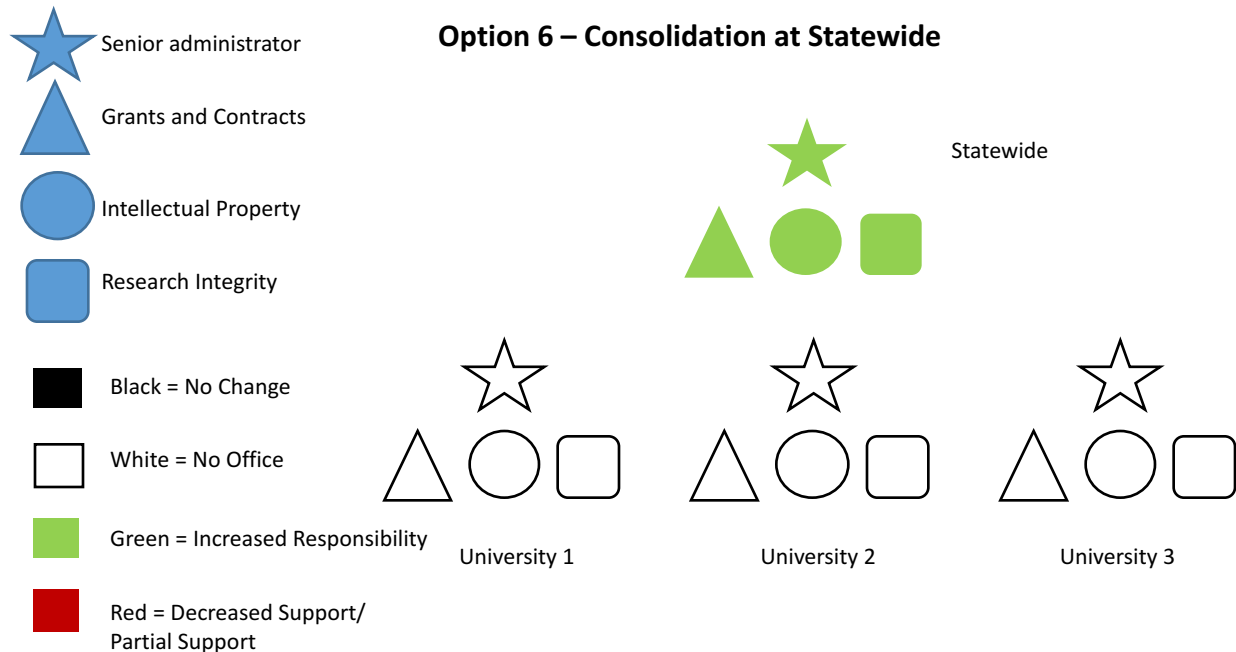 Option 6 – Consolidation at Statewide
Senior administrator
Grants and Contracts
Intellectual Property
Research Integrity
Black = No Change
White = No Office
Green = Increased Responsibility
Red = Decreased Support/
Partial Support
Statewide
University 1
University 2
University 3